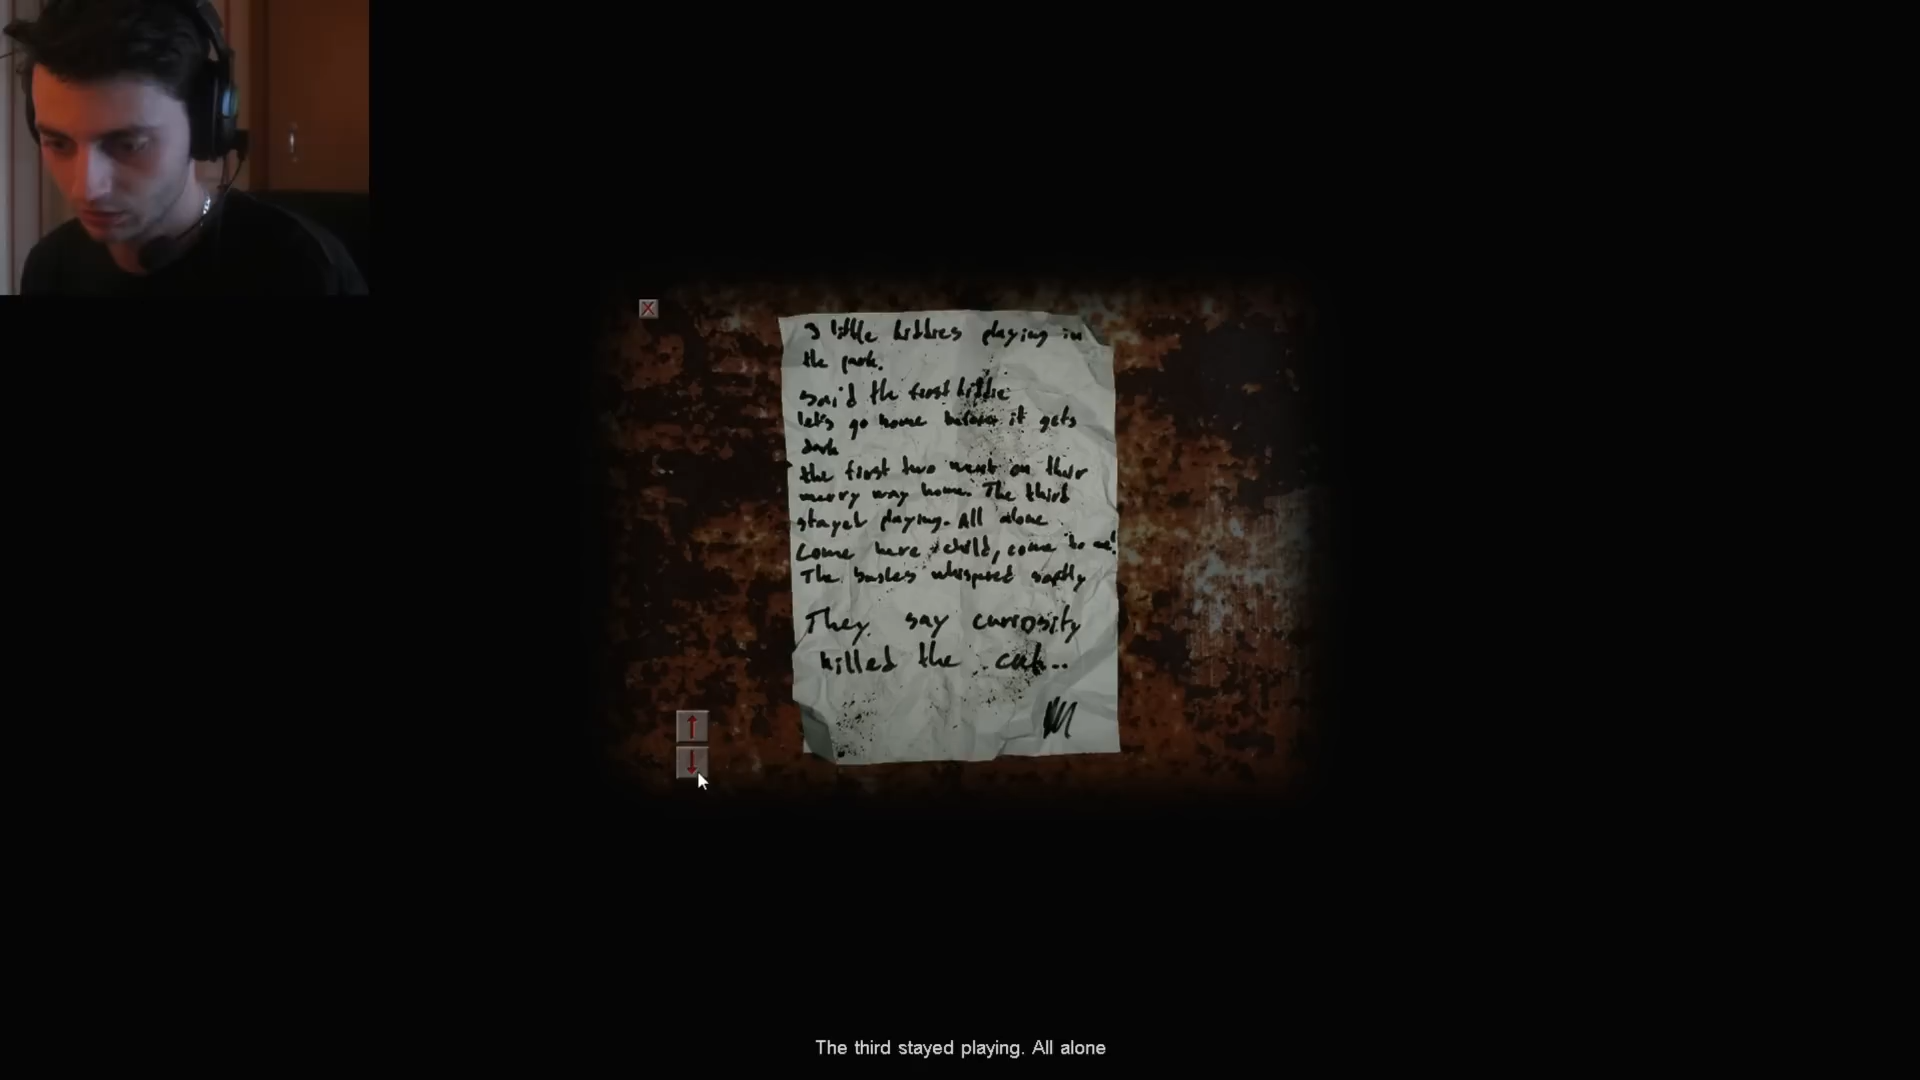 3 little kiddies playing in
the park.
said the first kiddie
let's go home before it gets
dark
the first two went on their
merry way home. The third
stayed playing. All alone
Come here child, come to me!
The bushes whispered softly
They say curiosity
killed the cat..
The third stayed playing. All alone